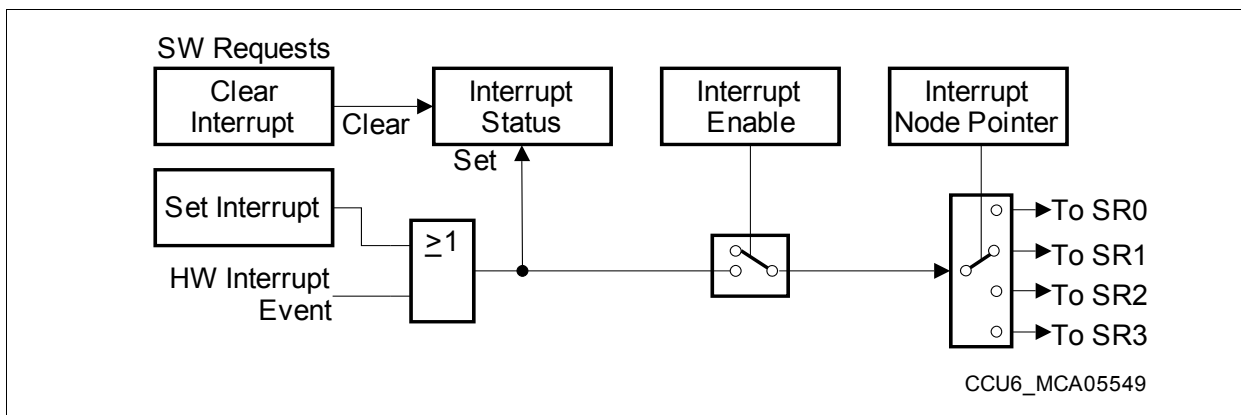 SW Requests
Clear
Interrupt
Clear
Interrupt
Status
Set
Interrupt
Enable
Interrupt
Node Pointer
Set Interrupt
≥1
HW Interrupt
Event
To SR0
To SR1
To SR2
To SR3
CCU6_MCA05549